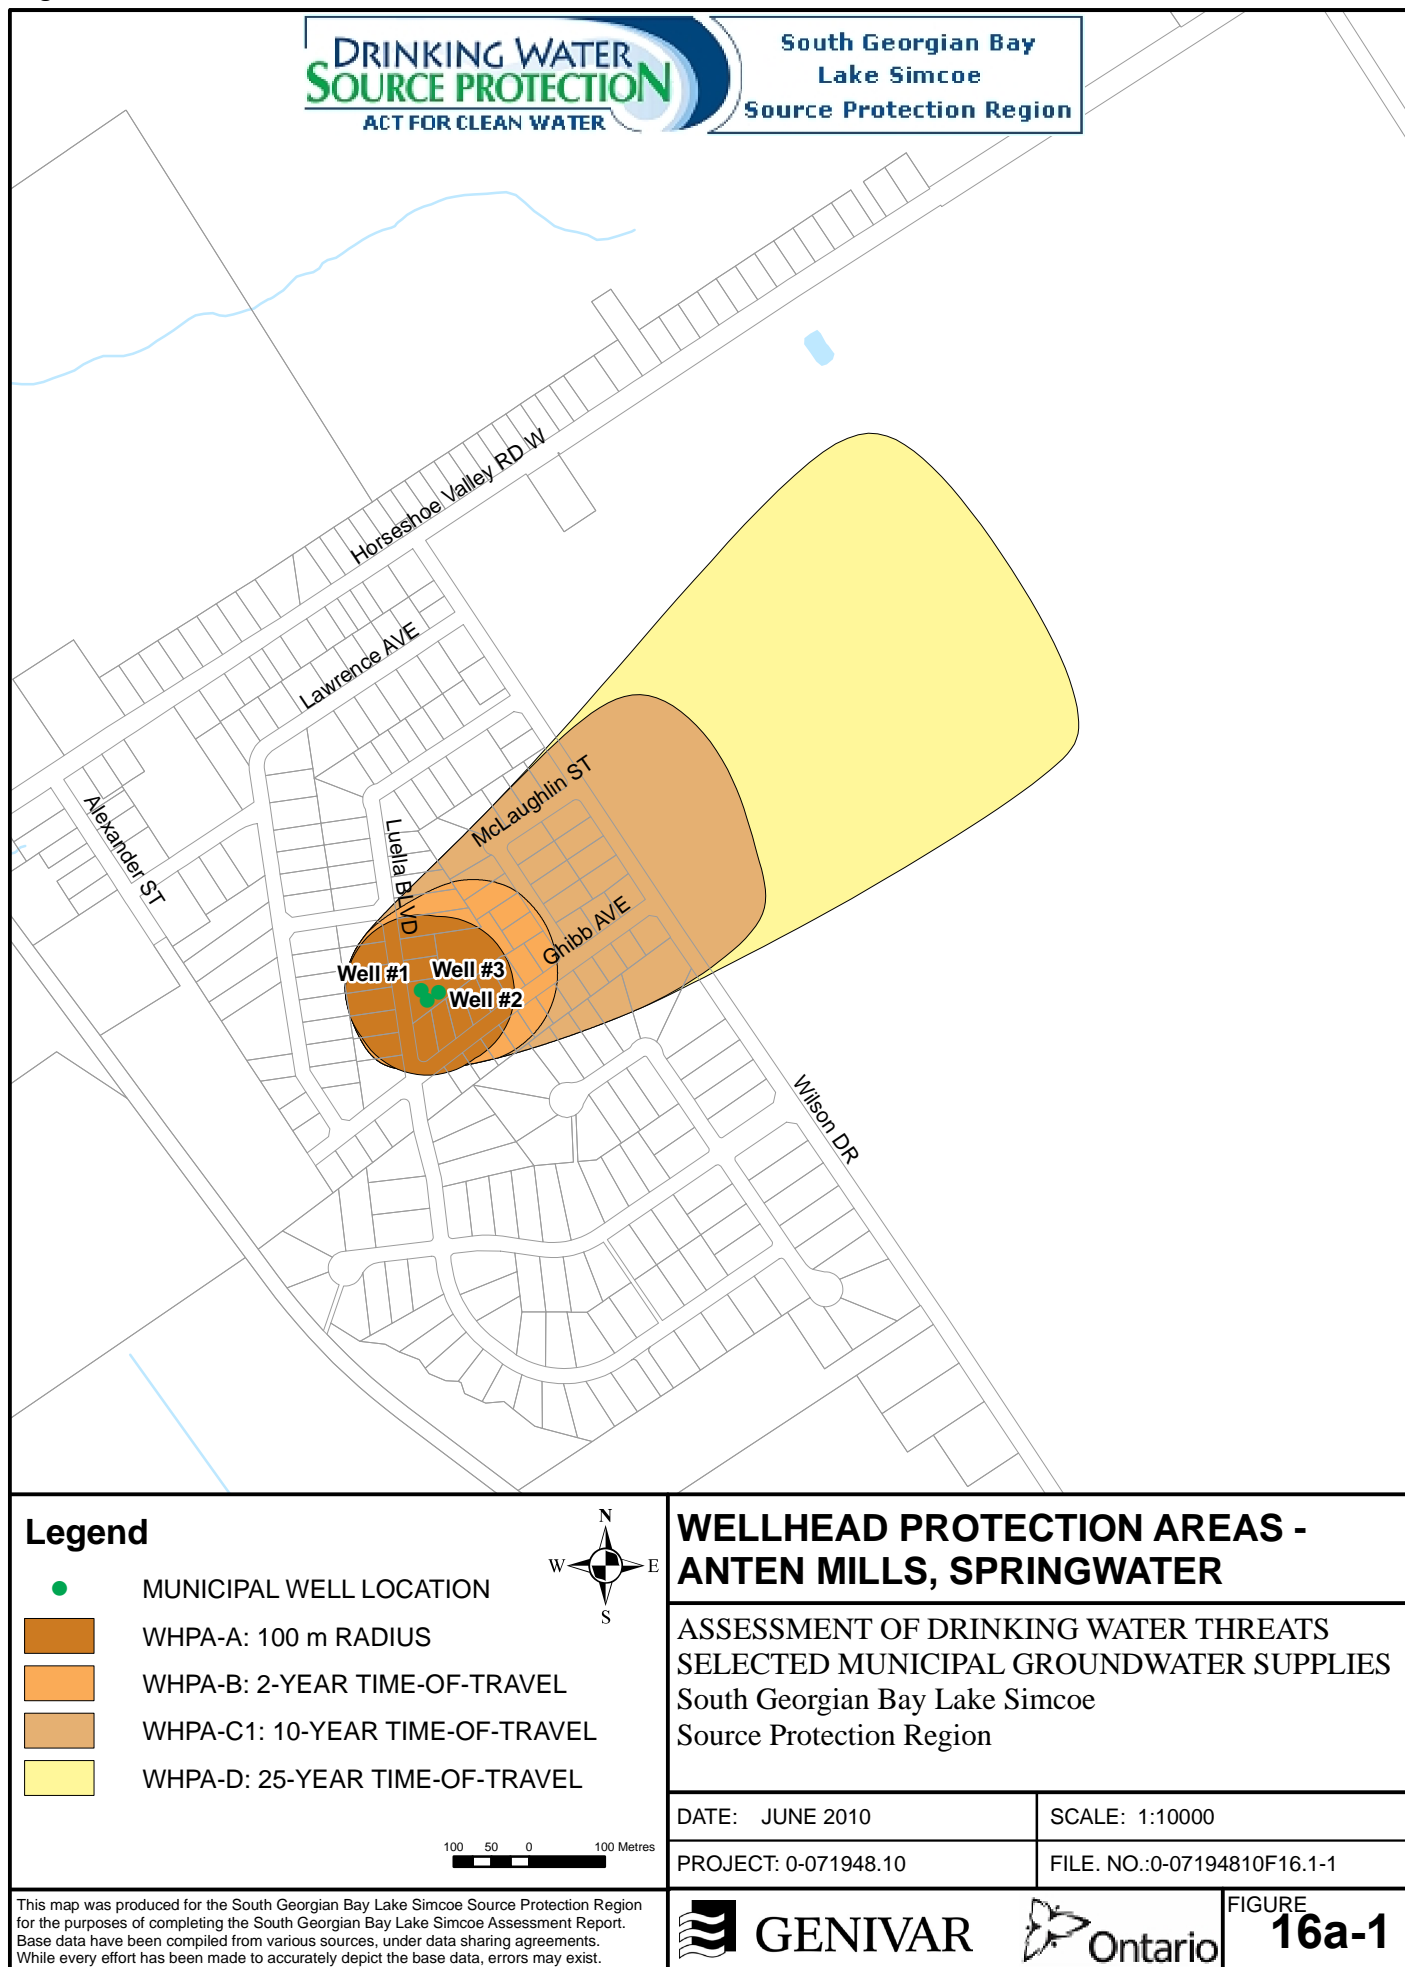 DRINKING WATER
SOURCE PROTECTION
ACT FOR CLEAN WATER
South Georgian Bay
Lake Simcoe
Source Protection Region
Horseshoe Valley RD W
Lawrence AVE
Alexander ST
Luella BLVD
McLaughlin ST
Ghibb AVE
Well #1
Well #3
Well #2
Wilson DR
Legend
N
W
E
S
MUNICIPAL WELL LOCATION
WHPA-A: 100 m RADIUS
WHPA-B: 2-YEAR TIME-OF-TRAVEL
WHPA-C1: 10-YEAR TIME-OF-TRAVEL
WHPA-D: 25-YEAR TIME-OF-TRAVEL
100 50 0 100 Metres
This map was produced for the South Georgian Bay Lake Simcoe Source Protection Region
for the purposes of completing the South Georgian Bay Lake Simcoe Assessment Report.
Base data have been compiled from various sources, under data sharing agreements.
While every effort has been made to accurately depict the base data, errors may exist.
WELLHEAD PROTECTION AREAS -
ANTEN MILLS, SPRINGWATER
ASSESSMENT OF DRINKING WATER THREATS
SELECTED MUNICIPAL GROUNDWATER SUPPLIES
South Georgian Bay Lake Simcoe
Source Protection Region
DATE: JUNE 2010
SCALE: 1:10000
PROJECT: 0-071948.10
FILE. NO.:0-07194810F16.1-1
GENIVAR
Ontario
FIGURE
16a-1